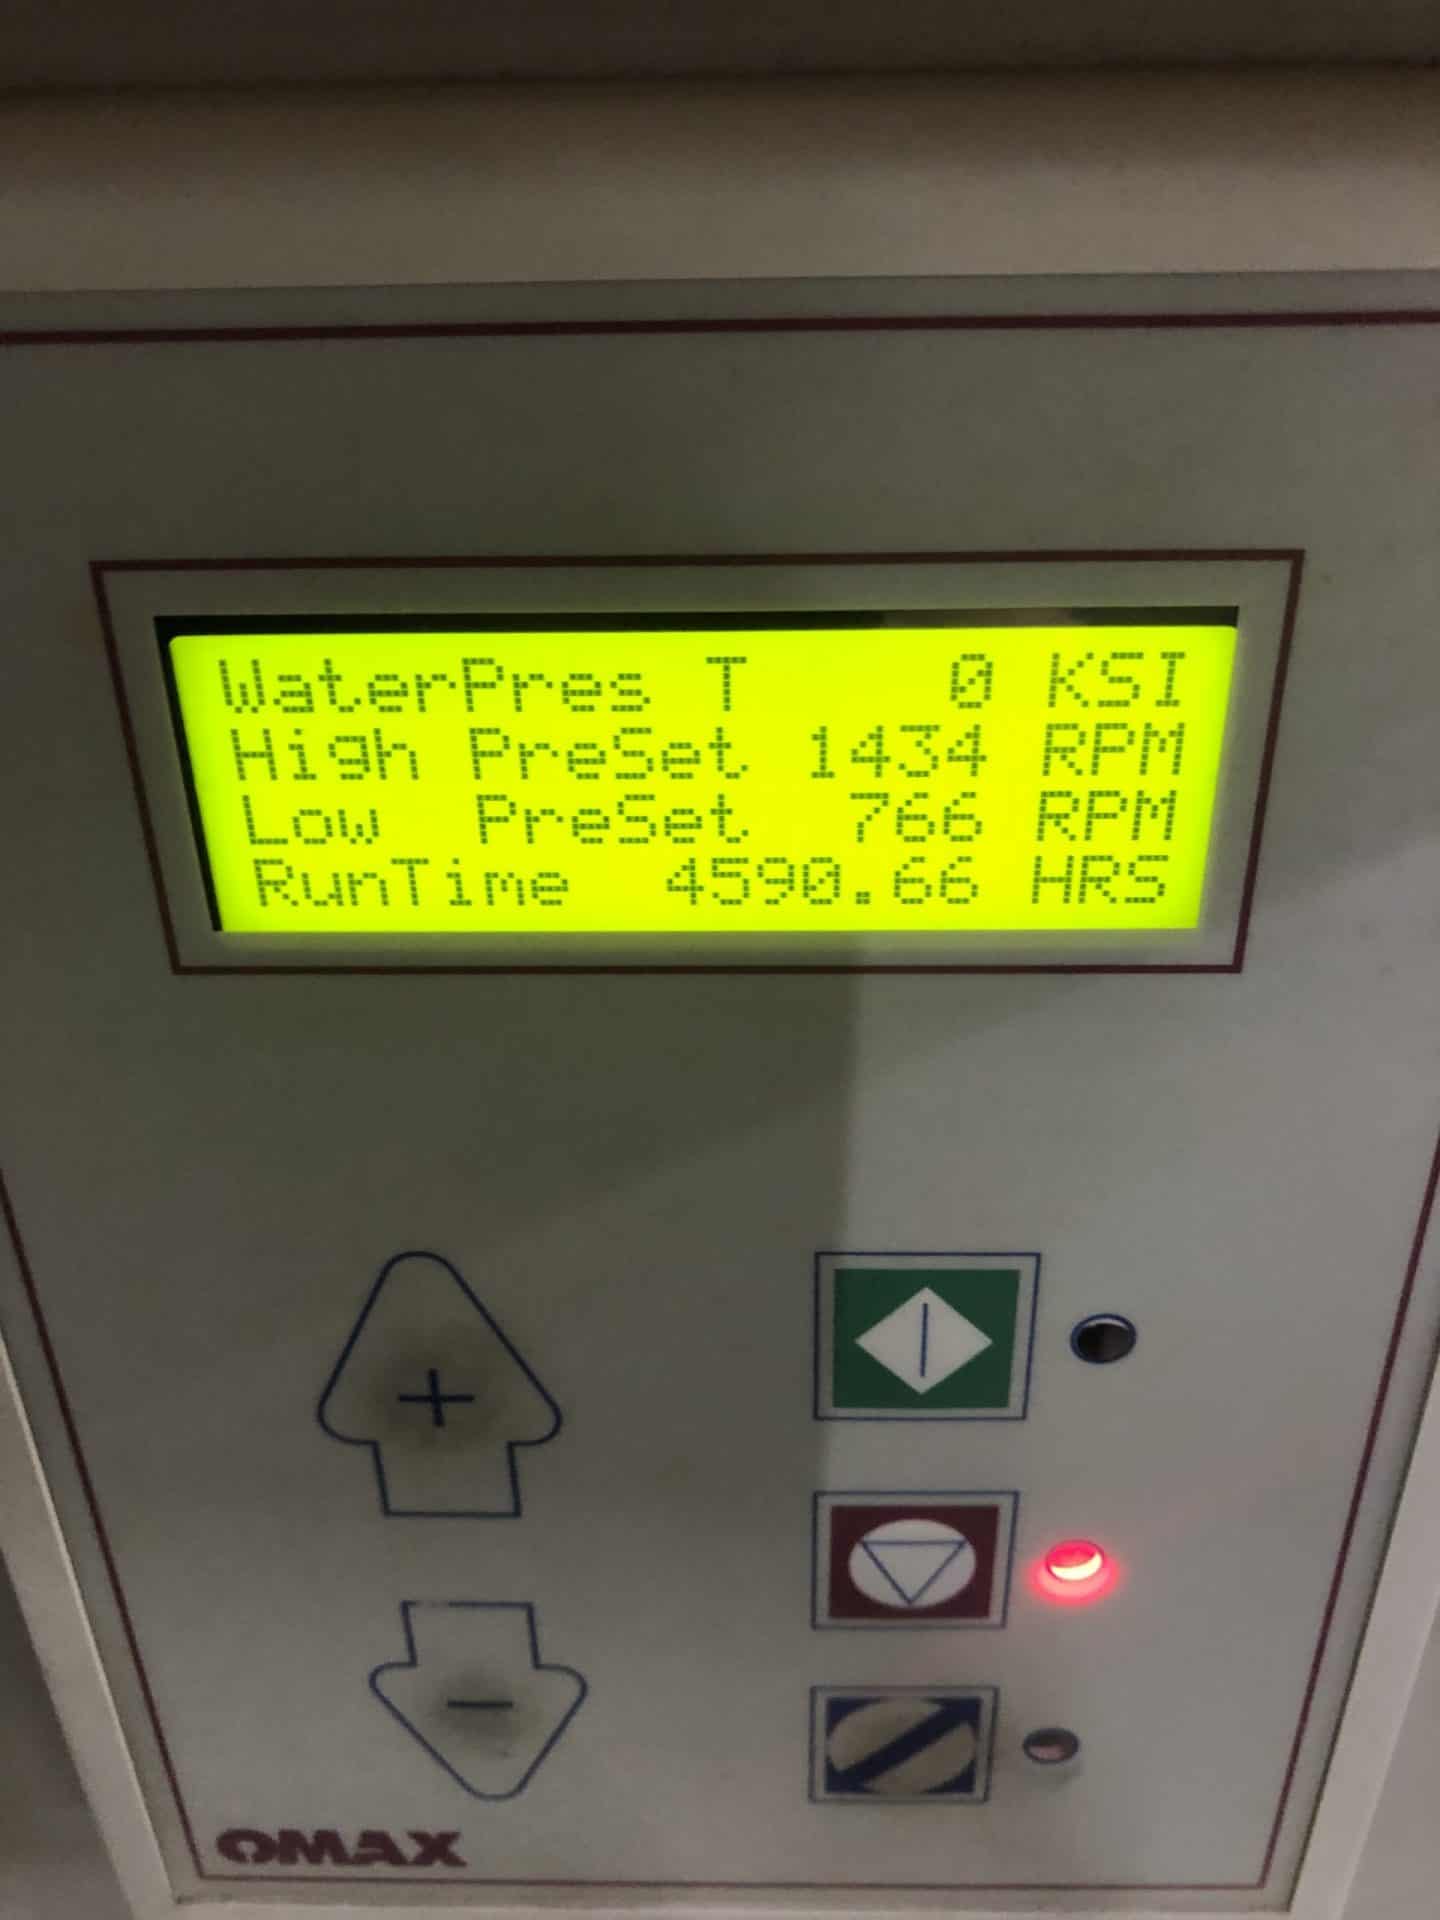 WaterPres T 0 KSI
High PreSet 1434 RPM
Low PreSet 766 RPM
RunTime 4590.66 HRS
+
-
OMAX